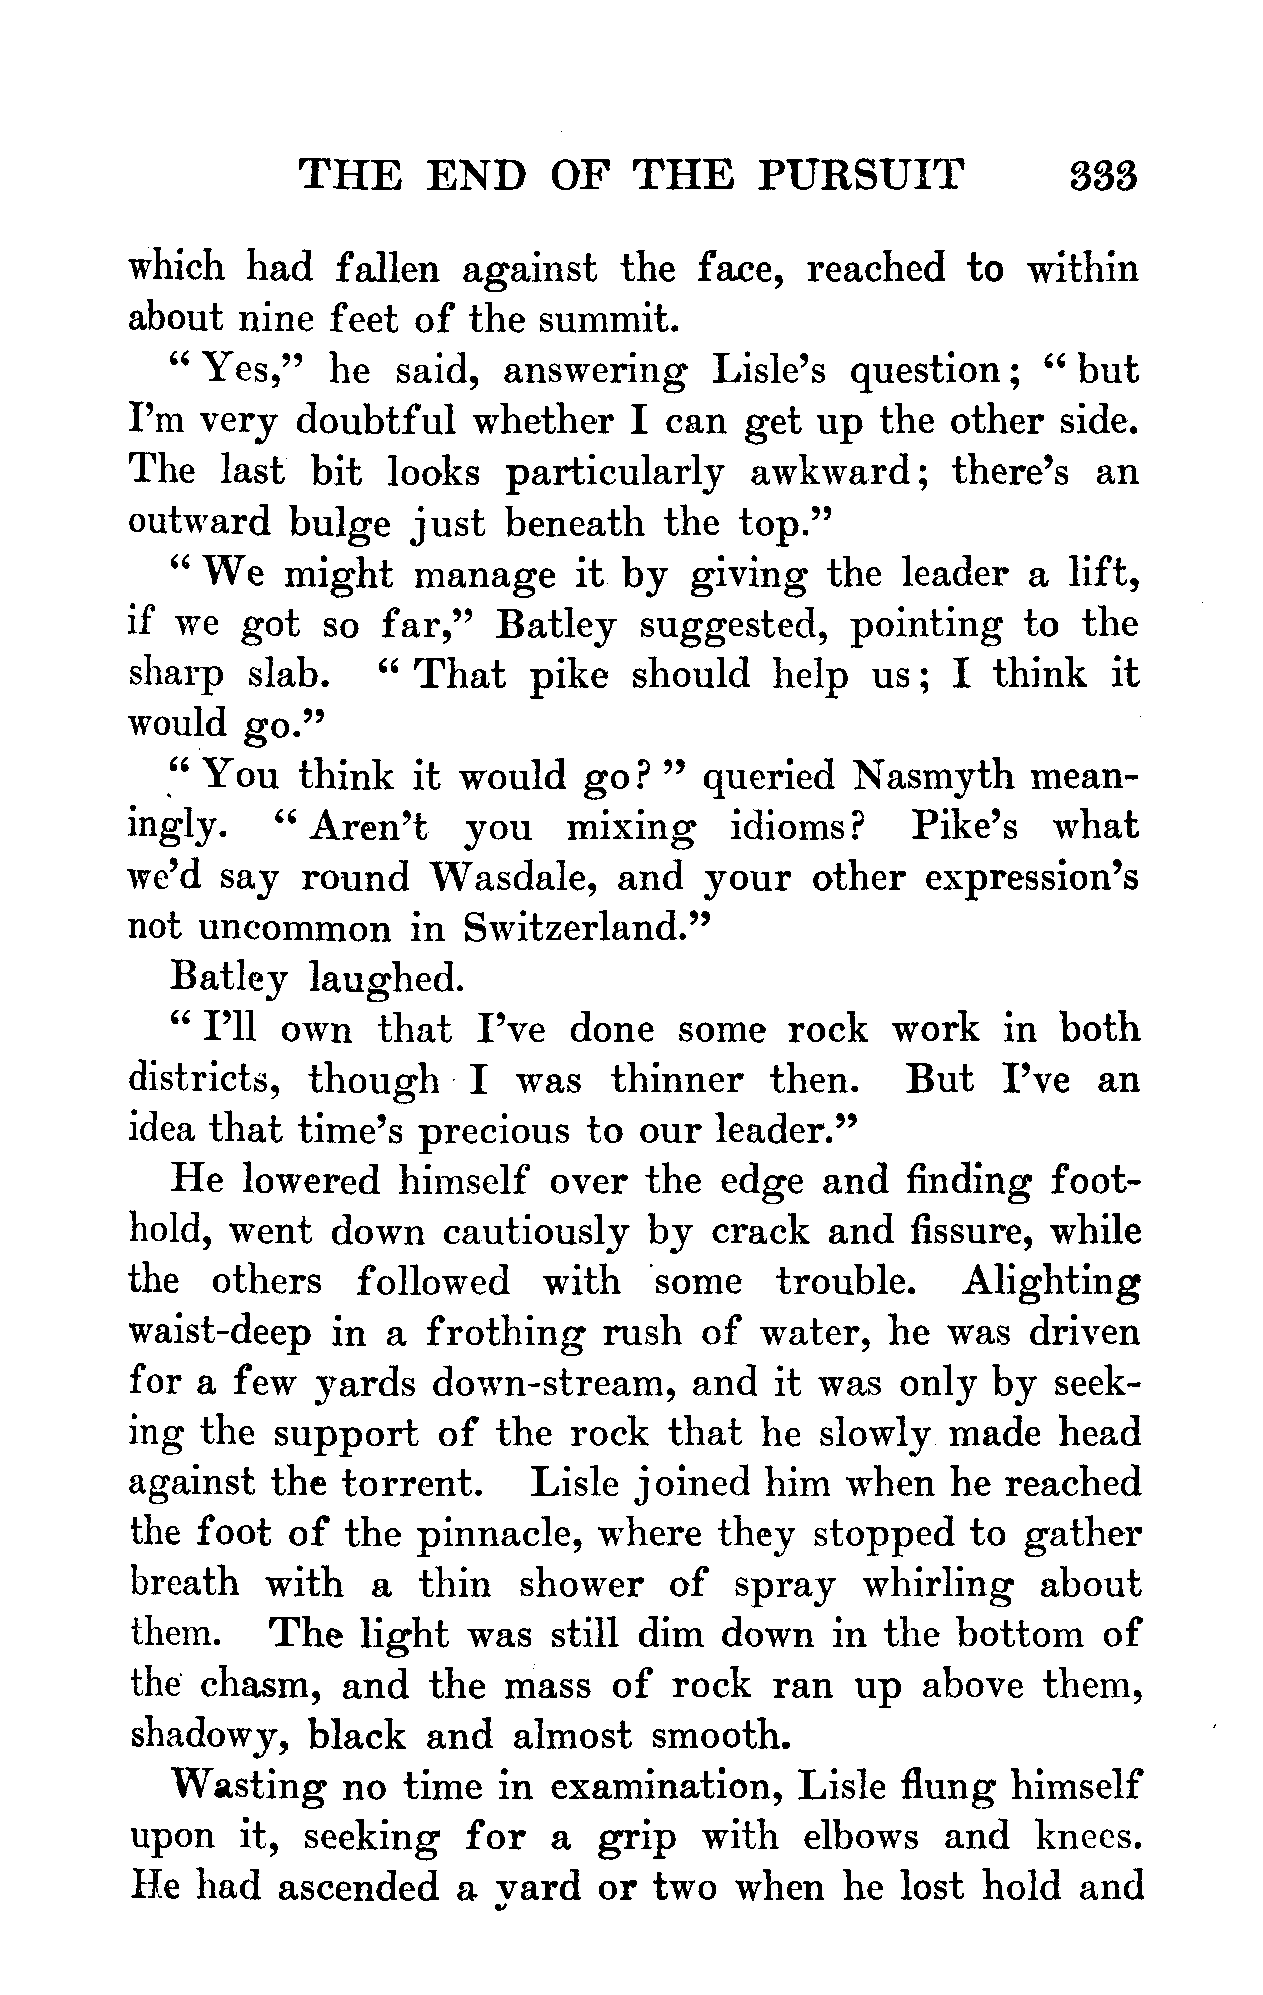 THE END OF THE PURSUIT 333
which had fallen against the face, reached to within
about nine feet of the summit.
“ Yes,” he said, answering Lisle’s question ; “ but
I’m very doubtful whether I can get up the other side.
The last bit looks particularly awkward ; there’s an
outward bulge just beneath the top.”
“ We might manage it by giving the leader a lift,
if we got so far,” Batley suggested, pointing to the
sharp slab. “ That pike should help us ; I think it
would go.”
“ You think it would go? ” queried Nasmyth mean-
ingly. “ Aren’t you mixing idioms? Pike’s what
we’d say round Wasdale, and your other expression’s
not uncommon in Switzerland.”
Batley laughed.
“ I’ll own that I’ve done some rock work in both
districts, though I was thinner then. But I’ve an
idea that time’s precious to our leader.”
He lowered himself over the edge and finding foot-
hold, went down cautiously by crack and fissure, while
the others followed with some trouble. Alighting
waist-deep in a frothing rush of water, he was driven
for a few yards down-stream, and it was only by seek-
ing the support of the rock that he slowly made head
against the torrent. Lisle joined him when he reached
the foot of the pinnacle, where they stopped to gather
breath with a thin shower of spray whirling about
them. The light was still dim down in the bottom of
the chasm, and the mass of rock ran up above them,
shadowy, black and almost smooth.
Wasting no time in examination, Lisle flung himself
upon it, seeking for a grip with elbows and knees.
He had ascended a yard or two when he lost hold and